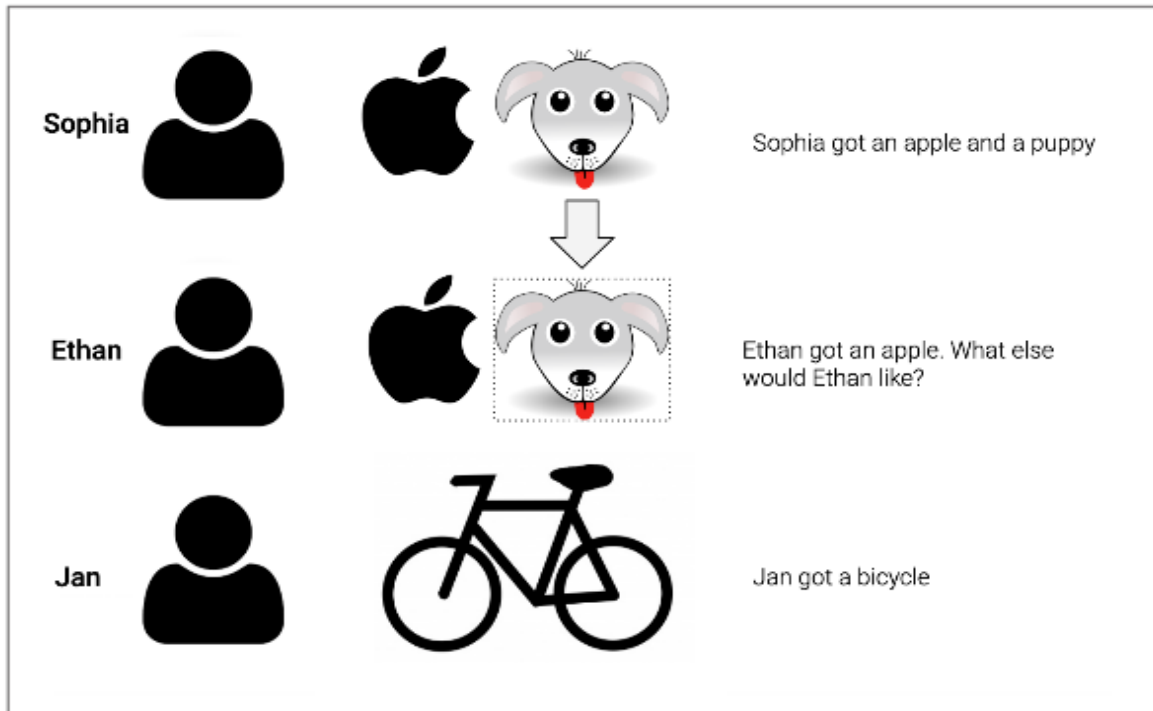 Sophia
Sophia got an apple and a puppy
Ethan
Ethan got an apple. What else
would Ethan like?
Jan
Jan got a bicycle